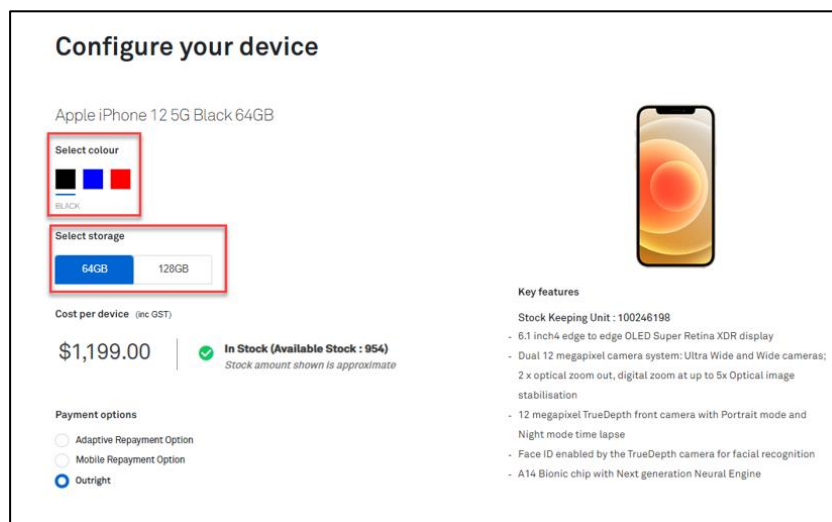 Configure your device
Apple iPhone 12 5G Black 64GB
Select colour
BLACK
Select storage
64GB
128GB
Cost per device (inc GST)
$1,199.00
In Stock (Available Stock : 954)
Stock amount shown is approximate
Payment options
Adaptive Repayment Option
Mobile Repayment Option
Outright
Key features
Stock Keeping Unit : 100246198
- 6.1 inch4 edge to edge OLED Super Retina XDR display
- Dual 12 megapixel camera system: Ultra Wide and Wide cameras;
2 x optical zoom out, digital zoom at up to 5x Optical image
stabilisation
- 12 megapixel TrueDepth front camera with Portrait mode and
Night mode time lapse
- Face ID enabled by the TrueDepth camera for facial recognition
- A14 Bionic chip with Next generation Neural Engine